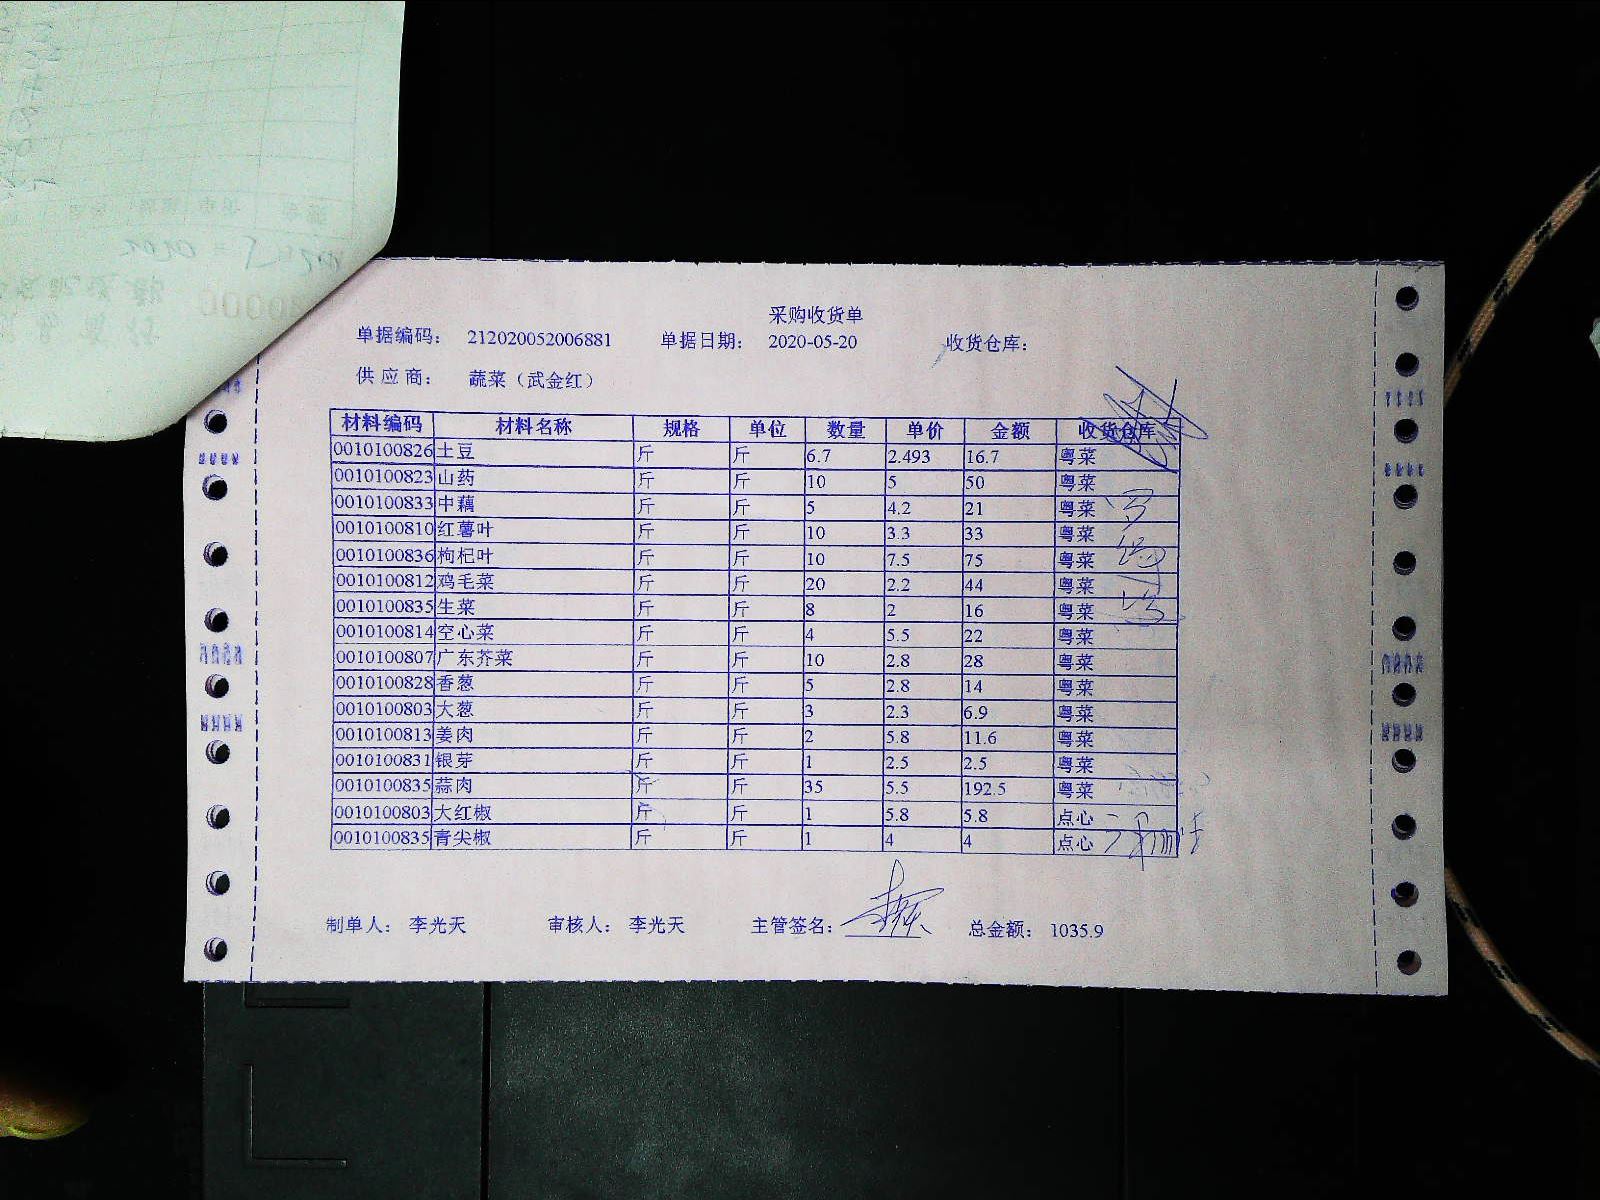 采购收货单
单据编码： 212020052006881 单据日期： 2020-05-20 收货仓库：
供应商： 蔬菜（武金红）
材料编码 材料名称 规格 单位 数量 单价 金额 收货仓库
0010100826 土豆 斤 斤 6.7 2.493 16.7 粤菜
0010100823 山药 斤 斤 10 5 50 粤菜
0010100833 中藕 斤 斤 5 4.2 21 粤菜
0010100810 红薯叶 斤 斤 10 3.3 33 粤菜
0010100836 枸杞叶 斤 斤 10 7.5 75 粤菜
0010100812 鸡毛菜 斤 斤 20 2.2 44 粤菜
0010100835 生菜 斤 斤 8 2 16 粤菜
0010100814 空心菜 斤 斤 4 5.5 22 粤菜
0010100807 广东芥菜 斤 斤 10 2.8 28 粤菜
0010100828 香葱 斤 斤 5 2.8 14 粤菜
0010100803 大葱 斤 斤 3 2.3 6.9 粤菜
0010100813 姜肉 斤 斤 2 5.8 11.6 粤菜
0010100831 银芽 斤 斤 1 2.5 2.5 粤菜
0010100835 蒜肉 斤 斤 35 5.5 192.5 粤菜
0010100803 大红椒 斤 斤 1 5.8 5.8 点心
0010100835 青尖椒 斤 斤 1 4 4 点心
制单人： 李光天 审核人： 李光天 主管签名： 总金额： 1035.9